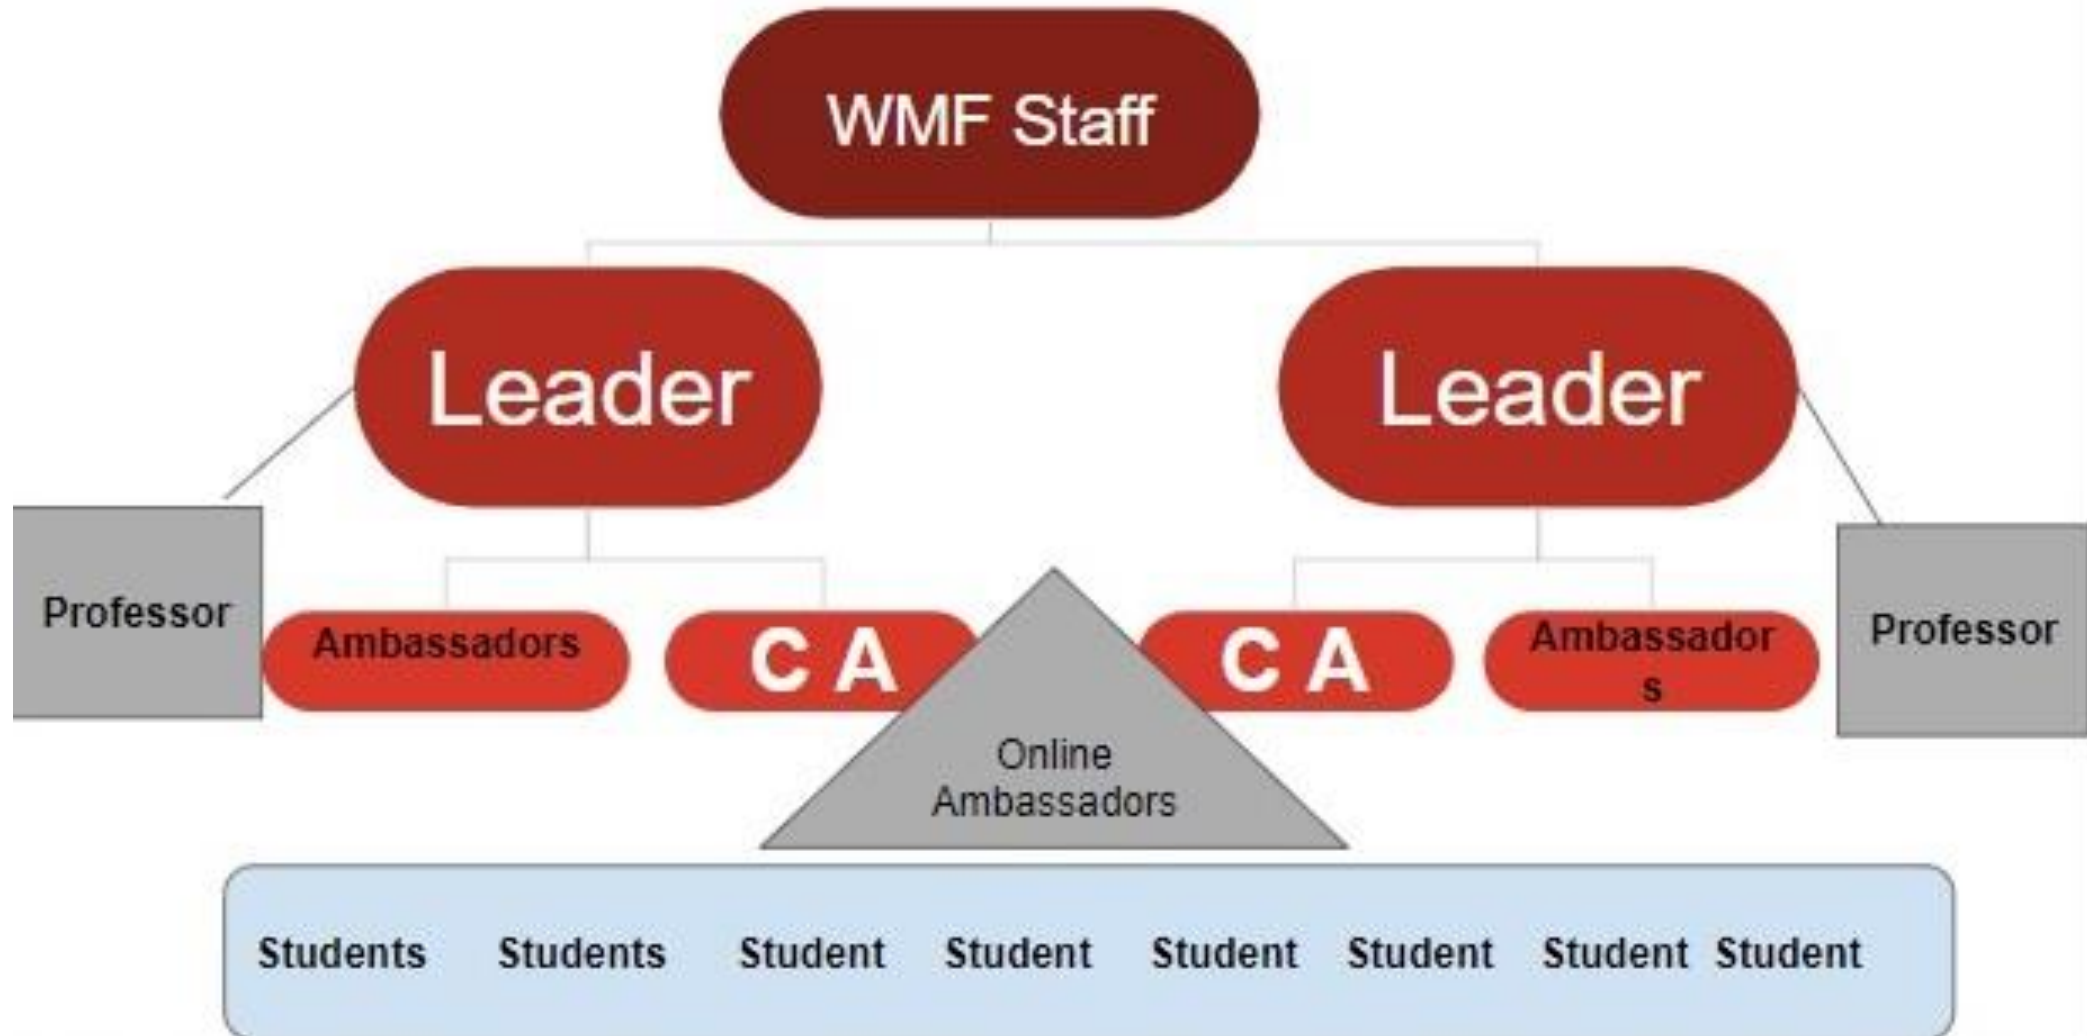 WMF Staff
Leader
Leader
Professor
Ambassadors
C A
C A
Ambassador
s
Professor
Online
Ambassadors
Students Students Student Student Student Student Student Student